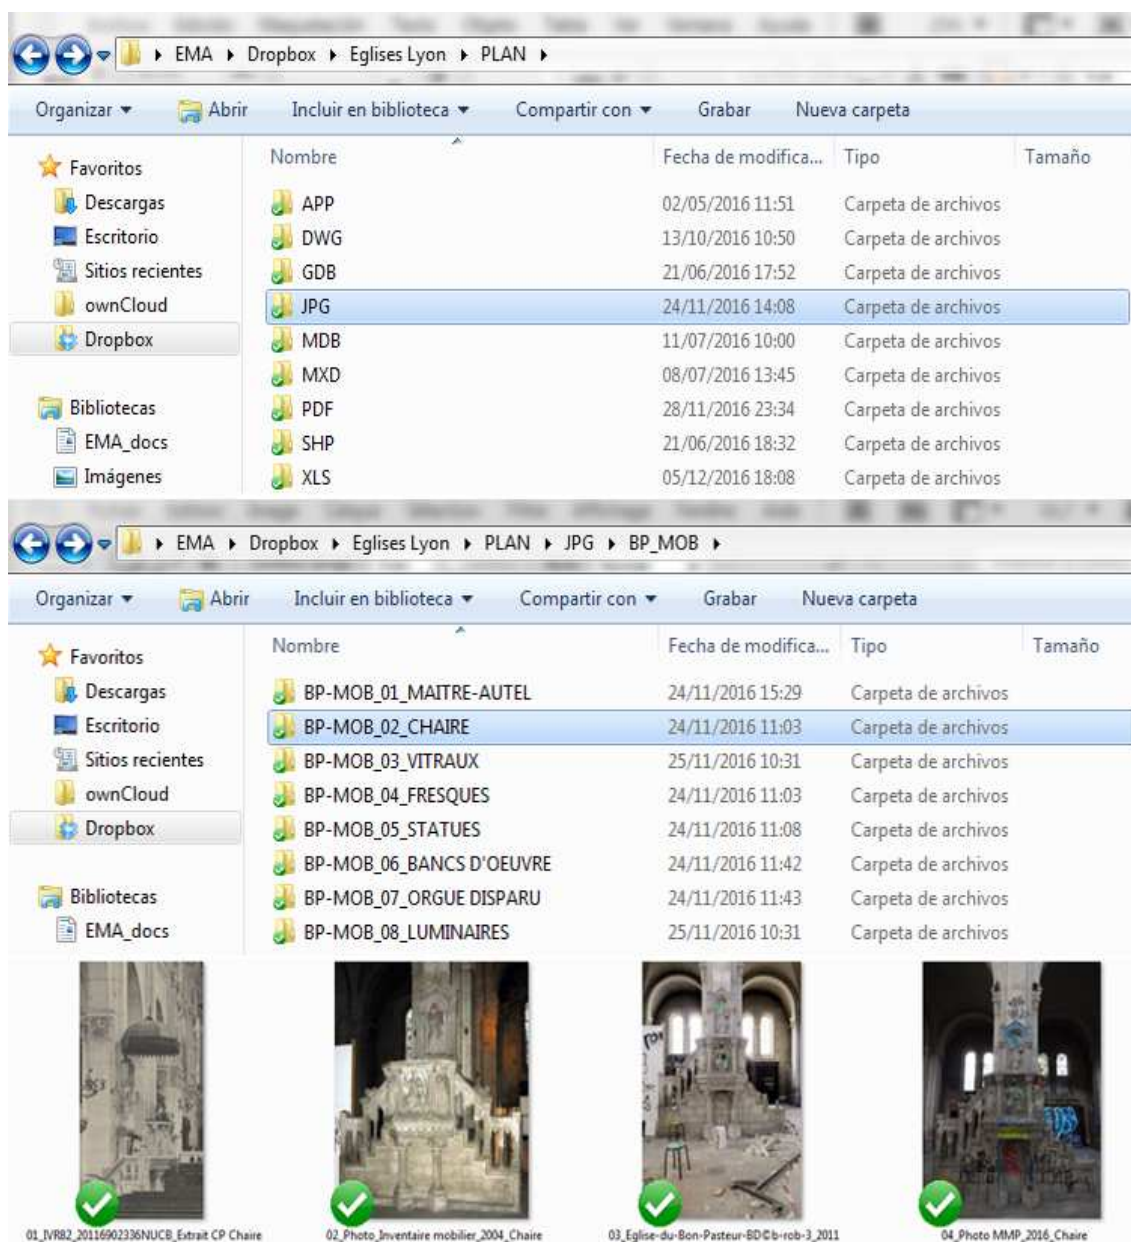 EMA ▸ Dropbox ▸ Eglises Lyon ▸ PLAN ▸
Organizar Abrir Incluir en biblioteca Compartir con Grabar Nueva carpeta
Favoritos
Descargas
Escritorio
Sitios recientes
ownCloud
Dropbox
Bibliotecas
EMA_docs
Imágenes
Nombre Fecha de modifica... Tipo Tamaño
APP 02/05/2016 11:51 Carpeta de archivos
DWG 13/10/2016 10:50 Carpeta de archivos
GDB 21/06/2016 17:52 Carpeta de archivos
JPG 24/11/2016 14:08 Carpeta de archivos
MDB 11/07/2016 10:00 Carpeta de archivos
MXD 08/07/2016 13:45 Carpeta de archivos
PDF 28/11/2016 23:34 Carpeta de archivos
SHP 21/06/2016 18:32 Carpeta de archivos
XLS 05/12/2016 18:08 Carpeta de archivos
EMA ▸ Dropbox ▸ Eglises Lyon ▸ PLAN ▸ JPG ▸ BP_MOB ▸
Organizar Abrir Incluir en biblioteca Compartir con Grabar Nueva carpeta
Favoritos
Descargas
Escritorio
Sitios recientes
ownCloud
Dropbox
Bibliotecas
EMA_docs
Nombre Fecha de modifica... Tipo Tamaño
BP-MOB_01_MAITRE-AUTEL 24/11/2016 15:29 Carpeta de archivos
BP-MOB_02_CHAIRE 24/11/2016 11:03 Carpeta de archivos
BP-MOB_03_VITRAUX 25/11/2016 10:31 Carpeta de archivos
BP-MOB_04_FRESQUES 24/11/2016 11:03 Carpeta de archivos
BP-MOB_05_STATUES 24/11/2016 11:08 Carpeta de archivos
BP-MOB_06_BANCS D'OEUVRE 24/11/2016 11:42 Carpeta de archivos
BP-MOB_07_ORGUE DISPARU 24/11/2016 11:43 Carpeta de archivos
BP-MOB_08_LUMINAIRES 25/11/2016 10:31 Carpeta de archivos
01_IVR82_20116902336NUCB_Extrait CP Chaire
02_Photo_Inventaire mobilier_2004_Chaire
03_Eglise-du-Bon-Pasteur-BD©b-rob-3_2011
04_Photo MMP_2016_Chaire